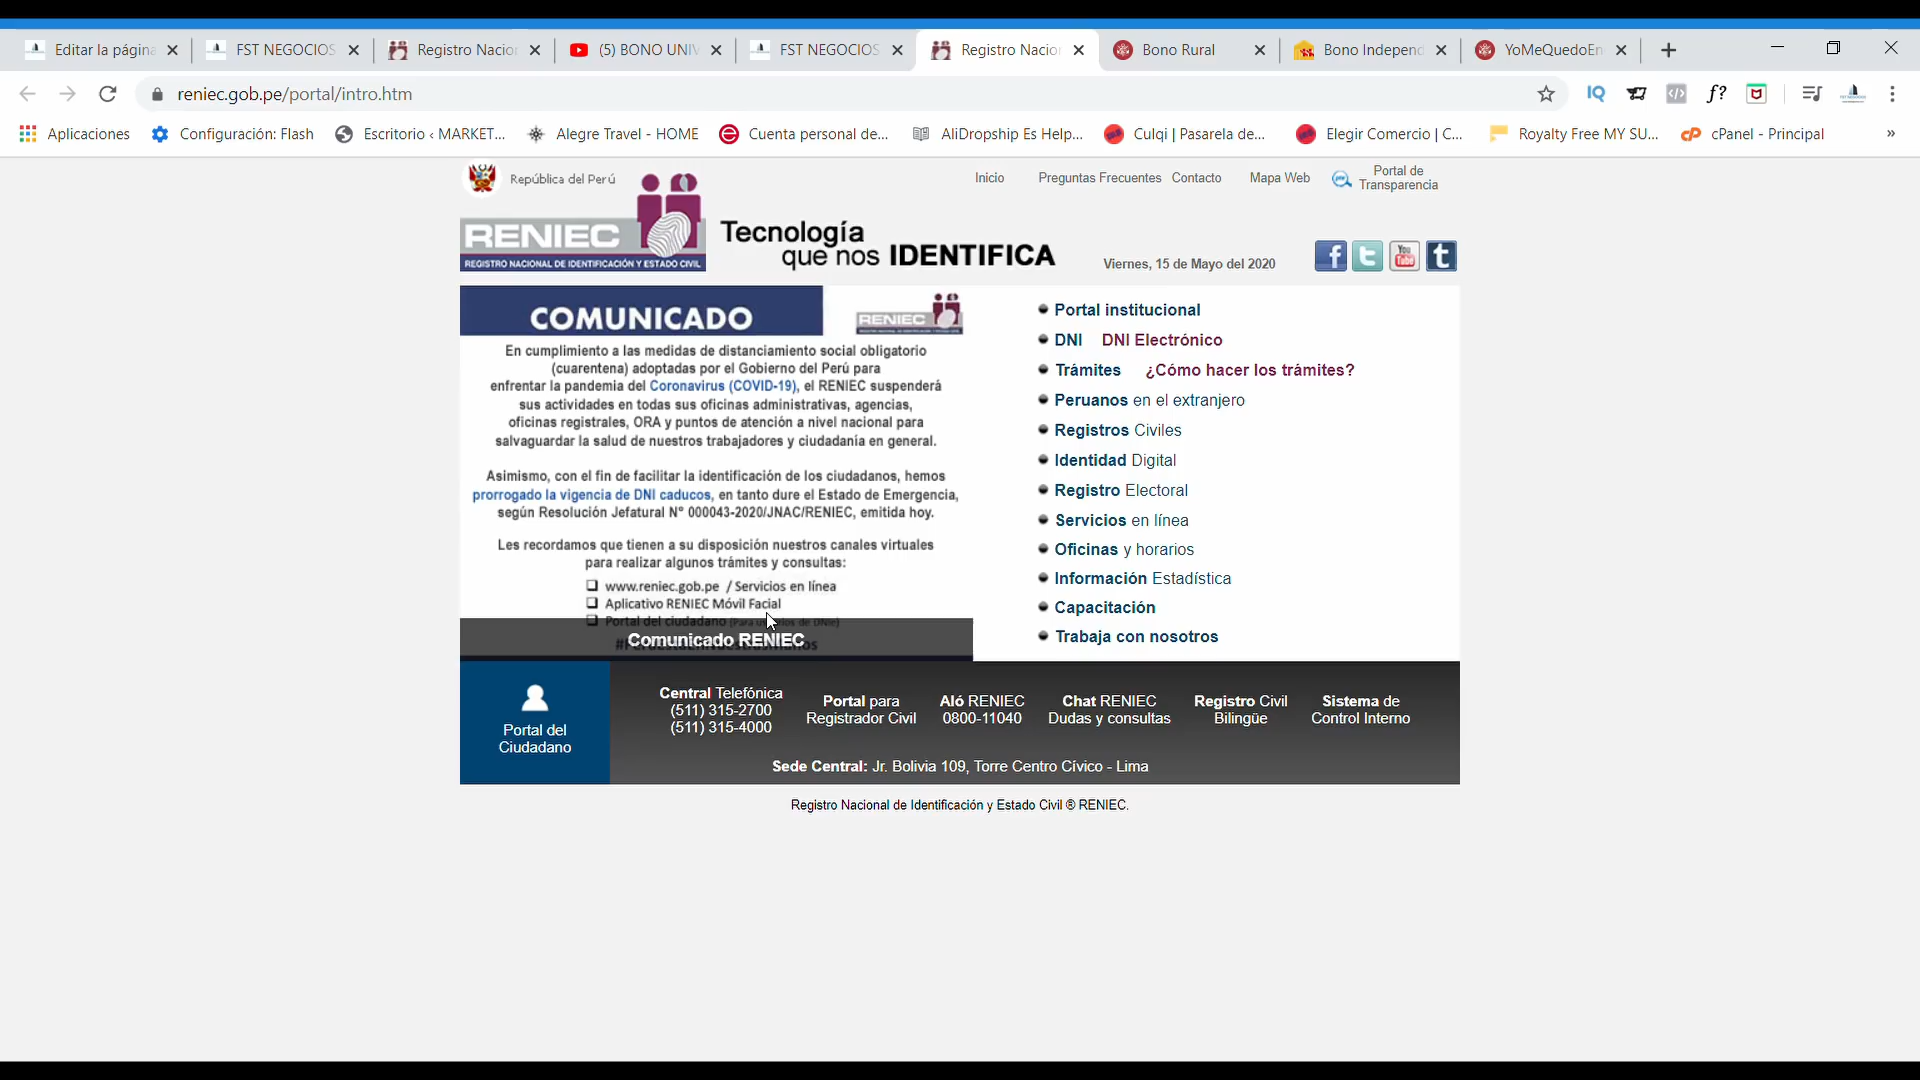 Editar la página
FST NEGOCIOS
Registro Nacio
(5) BONO UNIV
FST NEGOCIOS
Registro Nacion
Bono Rural
Bono Independ
YoMeQuedoEn
reniec.gob.pe/portal/intro.htm
Aplicaciones
Configuración: Flash
Escritorio ‹ MARKET...
Alegre Travel - HOME
Cuenta personal de...
AliDropship Es Help...
Culqi | Pasarela de...
Elegir Comercio | C...
Royalty Free MY SU...
cPanel - Principal
»
República del Perú
Inicio
Preguntas Frecuentes
Contacto
Mapa Web
Portal de
Transparencia
RENIEC
REGISTRO NACIONAL DE IDENTIFICACIÓN Y ESTADO CIVIL
Tecnología
que nos IDENTIFICA
Viernes, 15 de Mayo del 2020
COMUNICADO
RENIEC
En cumplimiento a las medidas de distanciamiento social obligatorio
(cuarentena) adoptadas por el Gobierno del Perú para
enfrentar la pandemia del Coronavirus (COVID-19), el RENIEC suspenderá
sus actividades en todas sus oficinas administrativas, agencias,
oficinas registrales, ORA y puntos de atención a nivel nacional para
salvaguardar la salud de nuestros trabajadores y ciudadanía en general.
Asimismo, con el fin de facilitar la identificación de los ciudadanos, hemos
prorrogado la vigencia de DNI caducos, en tanto dure el Estado de Emergencia,
según Resolución Jefatural N° 000043-2020/JNAC/RENIEC, emitida hoy.
Les recordamos que tienen a su disposición nuestros canales virtuales
para realizar algunos trámites y consultas:
www.reniec.gob.pe / Servicios en línea
Aplicativo RENIEC Móvil Facial
Portal del ciudadano
Comunicado RENIEC
Portal institucional
DNI DNI Electrónico
Trámites ¿Cómo hacer los trámites?
Peruanos en el extranjero
Registros Civiles
Identidad Digital
Registro Electoral
Servicios en línea
Oficinas y horarios
Información Estadística
Capacitación
Trabaja con nosotros
Portal del
Ciudadano
Central Telefónica
(511) 315-2700
(511) 315-4000
Portal para
Registrador Civil
Aló RENIEC
0800-11040
Chat RENIEC
Dudas y consultas
Registro Civil
Bilingüe
Sistema de
Control Interno
Sede Central: Jr. Bolivia 109, Torre Centro Cívico - Lima
Registro Nacional de Identificación y Estado Civil ® RENIEC.